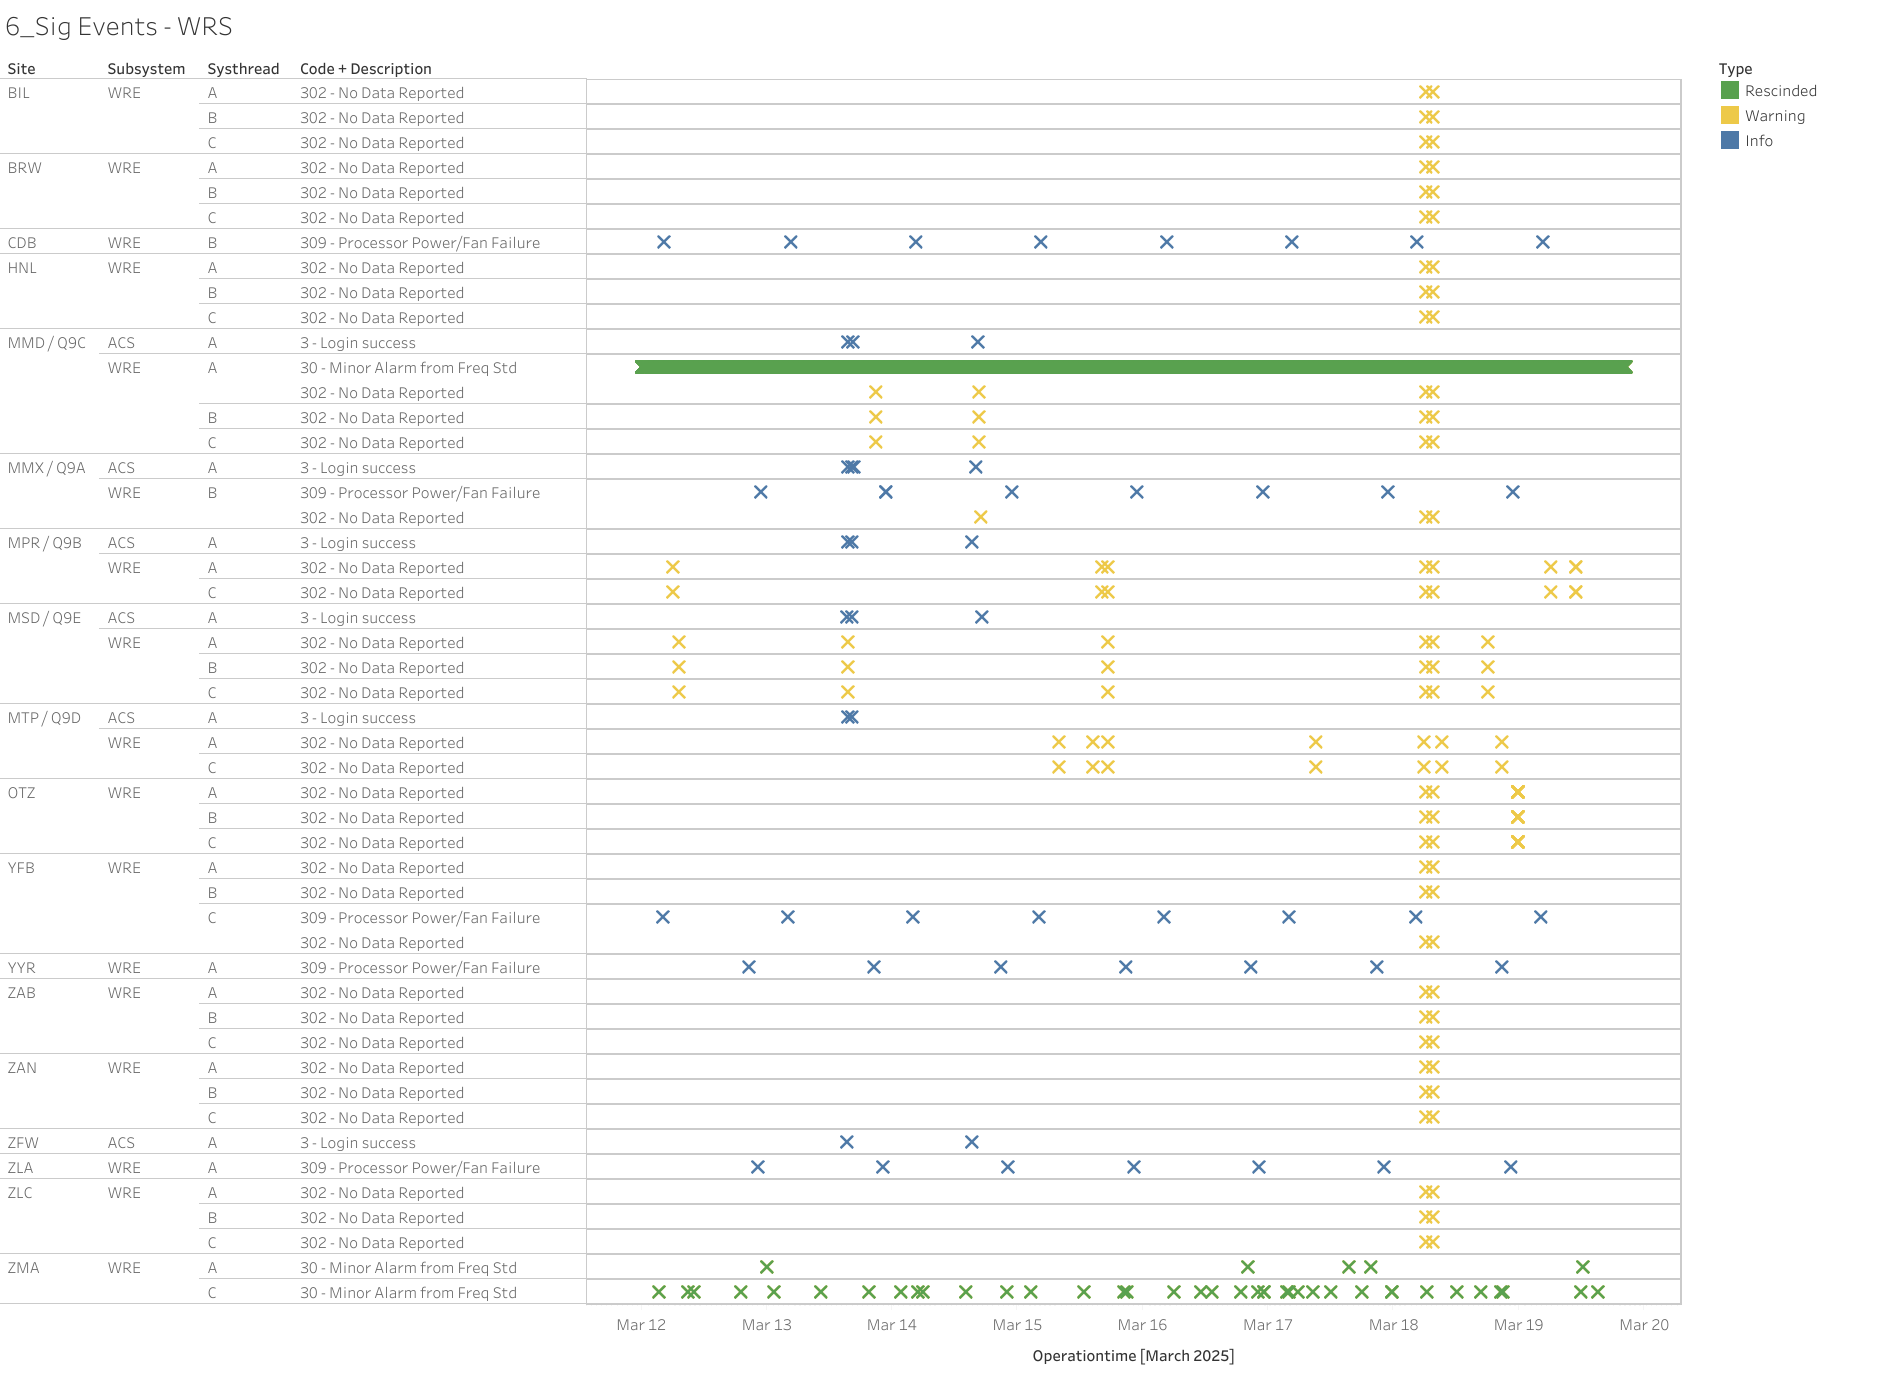 6_Sig Events - WRS
Site Subsystem Systhread Code + Description Type
BIL WRE A 302 - No Data Reported Rescinded
B 302 - No Data Reported Warning
C 302 - No Data Reported Info
BRW WRE A 302 - No Data Reported
B 302 - No Data Reported
C 302 - No Data Reported
CDB WRE B 309 - Processor Power/Fan Failure
HNL WRE A 302 - No Data Reported
B 302 - No Data Reported
C 302 - No Data Reported
MMD / Q9C ACS A 3 - Login success
WRE A 30 - Minor Alarm from Freq Std
302 - No Data Reported
B 302 - No Data Reported
C 302 - No Data Reported
MMX / Q9A ACS A 3 - Login success
WRE B 309 - Processor Power/Fan Failure
302 - No Data Reported
MPR / Q9B ACS A 3 - Login success
WRE A 302 - No Data Reported
C 302 - No Data Reported
MSD / Q9E ACS A 3 - Login success
WRE A 302 - No Data Reported
B 302 - No Data Reported
C 302 - No Data Reported
MTP / Q9D ACS A 3 - Login success
WRE A 302 - No Data Reported
C 302 - No Data Reported
OTZ WRE A 302 - No Data Reported
B 302 - No Data Reported
C 302 - No Data Reported
YFB WRE A 302 - No Data Reported
B 302 - No Data Reported
C 309 - Processor Power/Fan Failure
302 - No Data Reported
YYR WRE A 309 - Processor Power/Fan Failure
ZAB WRE A 302 - No Data Reported
B 302 - No Data Reported
C 302 - No Data Reported
ZAN WRE A 302 - No Data Reported
B 302 - No Data Reported
C 302 - No Data Reported
ZFW ACS A 3 - Login success
ZLA WRE A 309 - Processor Power/Fan Failure
ZLC WRE A 302 - No Data Reported
B 302 - No Data Reported
C 302 - No Data Reported
ZMA WRE A 30 - Minor Alarm from Freq Std
C 30 - Minor Alarm from Freq Std
Mar 12 Mar 13 Mar 14 Mar 15 Mar 16 Mar 17 Mar 18 Mar 19 Mar 20
Operationtime [March 2025]